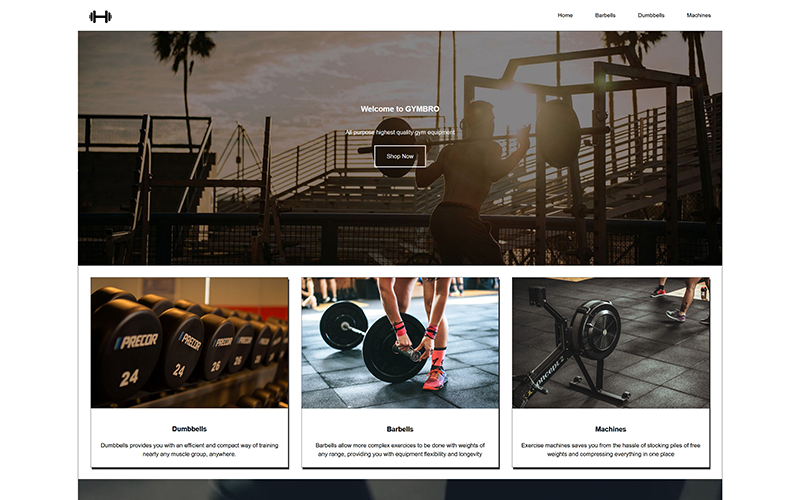 Home Barbells Dumbbells Machines
Welcome to GYMBRO
All purpose highest quality gym equipment
Shop Now
PRECOR PRECOR
24 24 26 26
concept 2
Dumbbells
Dumbbells provides you with an efficient and compact way of training
nearly any muscle group, anywhere.
Barbells
Barbells allow more complex exercices to be done with weights of
any range, providing you with equipment flexibility and longevity
Machines
Exercise machines saves you from the hassle of stocking piles of free
weights and compressing everything in one place